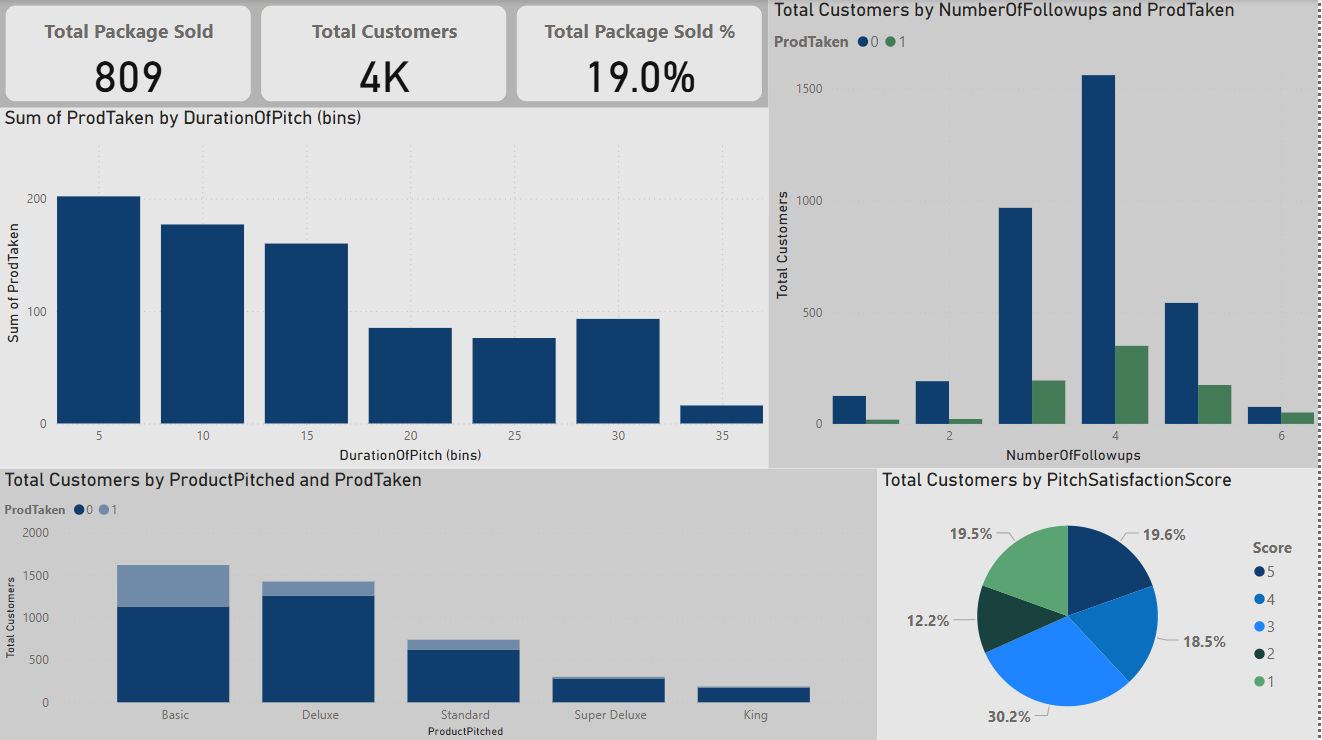 Total Package Sold
809
Total Customers
4K
Total Package Sold %
19.0%
Sum of ProdTaken by DurationOfPitch (bins)
Sum of ProdTaken
200
100
0
5 10 15 20 25 30 35
DurationOfPitch (bins)
Total Customers by NumberOfFollowups and ProdTaken
ProdTaken 0 1
Total Customers
1500
1000
500
0
2 4 6
NumberOfFollowups
Total Customers by ProductPitched and ProdTaken
ProdTaken 0 1
Total Customers
2000
1500
1000
500
0
Basic Deluxe Standard Super Deluxe King
ProductPitched
Total Customers by PitchSatisfactionScore
19.5%
19.6%
12.2%
18.5%
30.2%
Score
5
4
3
2
1